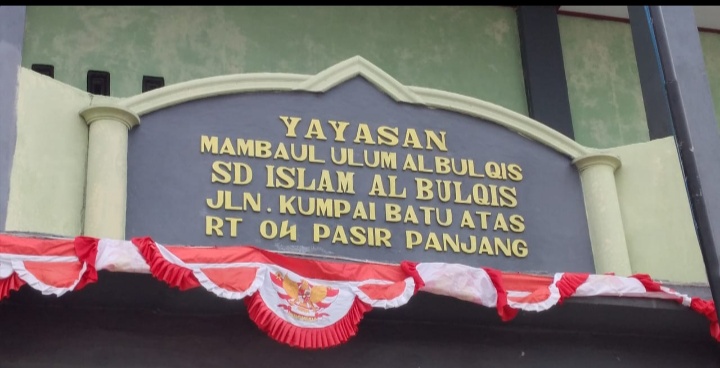 YAYASAN
MAMBAUL ULUM ALBULQIS
SD ISLAM AL BULQIS
JLN. KUMPAI BATU ATAS
RT 04 PASIR PANJANG